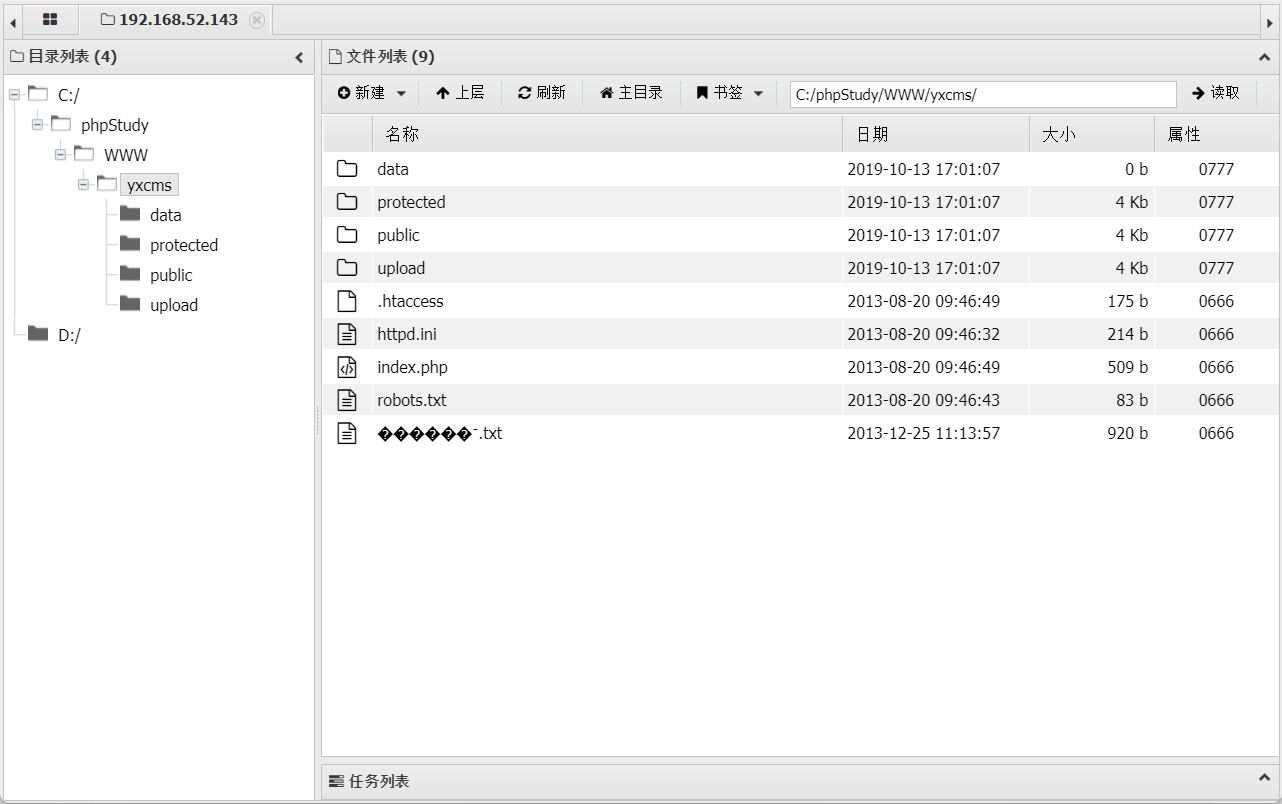 192.168.52.143
目录列表 (4)
C:/
phpStudy
WWW
yxcms
data
protected
public
upload
D:/
文件列表 (9)
新建 上层 刷新 主目录 书签 C:/phpStudy/WWW/yxcms/ 读取
名称 日期 大小 属性
data 2019-10-13 17:01:07 0 b 0777
protected 2019-10-13 17:01:07 4 Kb 0777
public 2019-10-13 17:01:07 4 Kb 0777
upload 2019-10-13 17:01:07 4 Kb 0777
.htaccess 2013-08-20 09:46:49 175 b 0666
httpd.ini 2013-08-20 09:46:32 214 b 0666
index.php 2013-08-20 09:46:49 509 b 0666
robots.txt 2013-08-20 09:46:43 83 b 0666
������ˉ.txt 2013-12-25 11:13:57 920 b 0666
任务列表